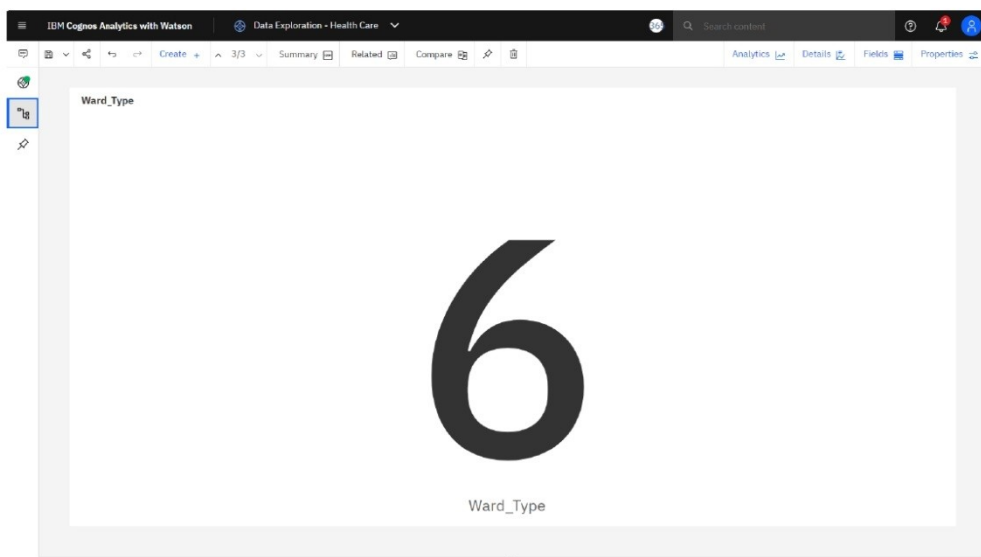 IBM Cognos Analytics with Watson
Data Exploration - Health Care
Search content
Create +
3/3
Summary
Related
Compare
Analytics
Details
Fields
Properties
Ward_Type
6
Ward_Type